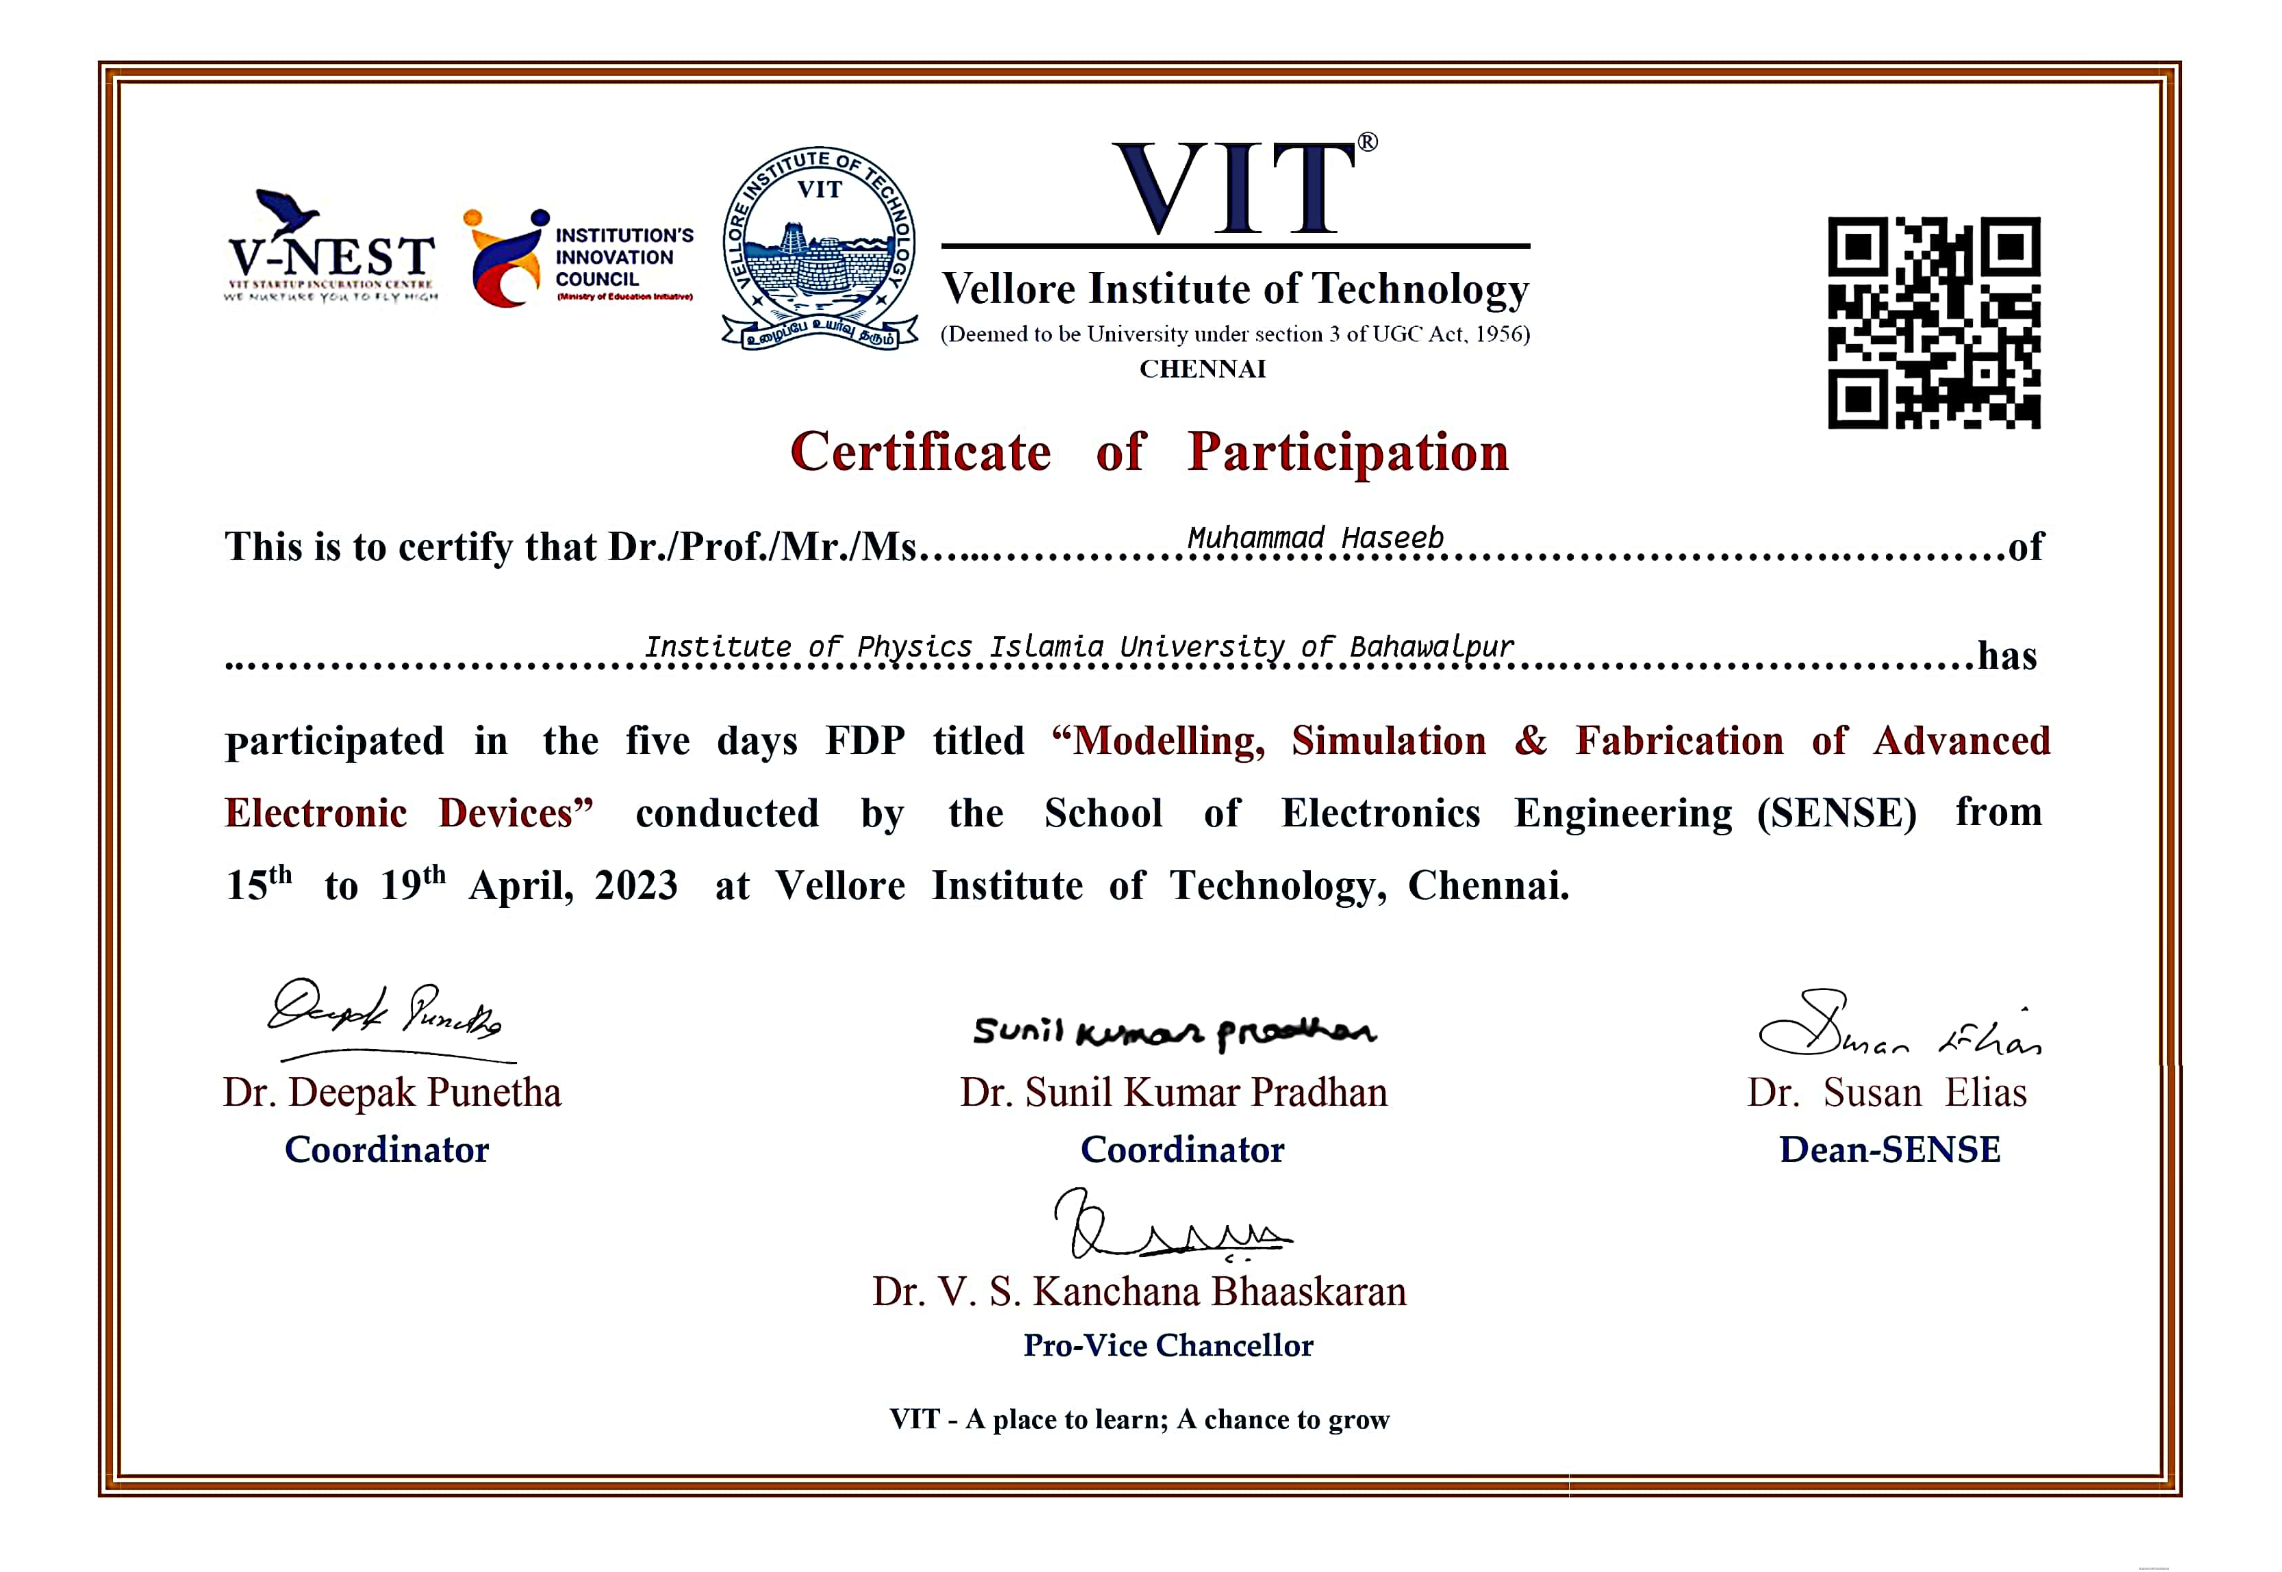 V-NEST
VIT STARTUP INCUBATION CENTRE
WE NURTURE YOU TO FLY HIGH
INSTITUTION'S
INNOVATION
COUNCIL
(Ministry of Education Initiative)
VELLORE INSTITUTE OF TECHNOLOGY
VIT
உழைப்பே உயர்வு தரும்
VIT®
Vellore Institute of Technology
(Deemed to be University under section 3 of UGC Act, 1956)
CHENNAI
Certificate of Participation
This is to certify that Dr./Prof./Mr./Ms.................Muhammad Haseeb.................of
.................Institute of Physics Islamia University of Bahawalpur.................has
participated in the five days FDP titled “Modelling, Simulation & Fabrication of Advanced
Electronic Devices” conducted by the School of Electronics Engineering (SENSE) from
15th to 19th April, 2023 at Vellore Institute of Technology, Chennai.
Deepak Punetha
Sunil Kumar Pradhan
Susan Elias
Dr. Deepak Punetha
Dr. Sunil Kumar Pradhan
Dr. Susan Elias
Coordinator
Coordinator
Dean-SENSE
Dr. V. S. Kanchana Bhaaskaran
Pro-Vice Chancellor
VIT - A place to learn; A chance to grow